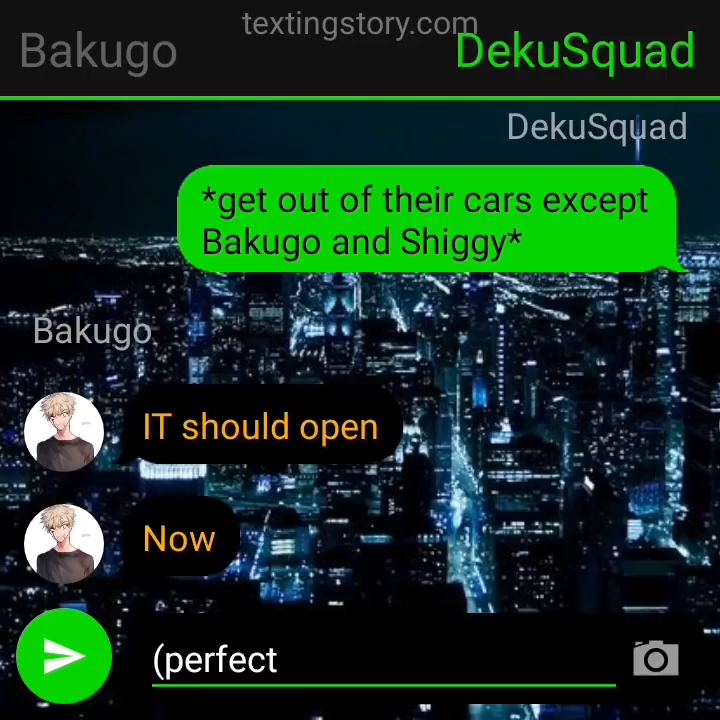 textingstory.com
Bakugo
DekuSquad
DekuSquad
*get out of their cars except
Bakugo and Shiggy*
Bakugo
IT should open
Now
(perfect